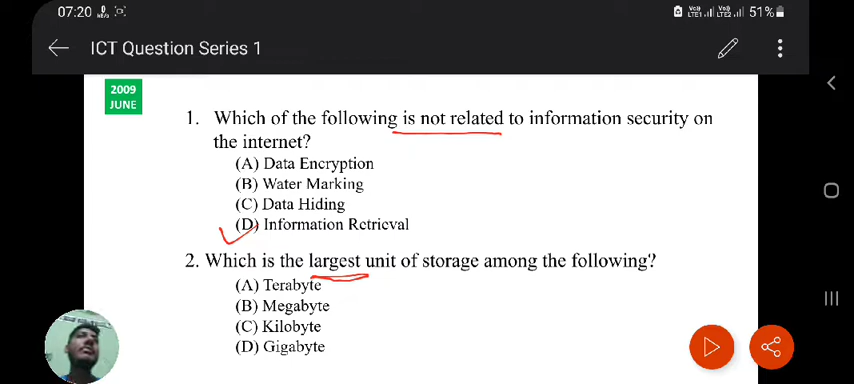 07:20
51%
ICT Question Series 1
2009
JUNE
1. Which of the following is not related to information security on
the internet?
(A) Data Encryption
(B) Water Marking
(C) Data Hiding
(D) Information Retrieval
2. Which is the largest unit of storage among the following?
(A) Terabyte
(B) Megabyte
(C) Kilobyte
(D) Gigabyte